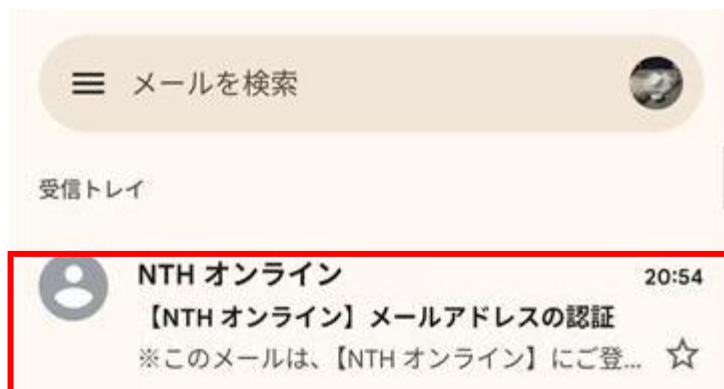 メールを検索
受信トレイ
NTH オンライン 20:54
【NTH オンライン】メールアドレスの認証
※このメールは、【NTH オンライン】にご登...